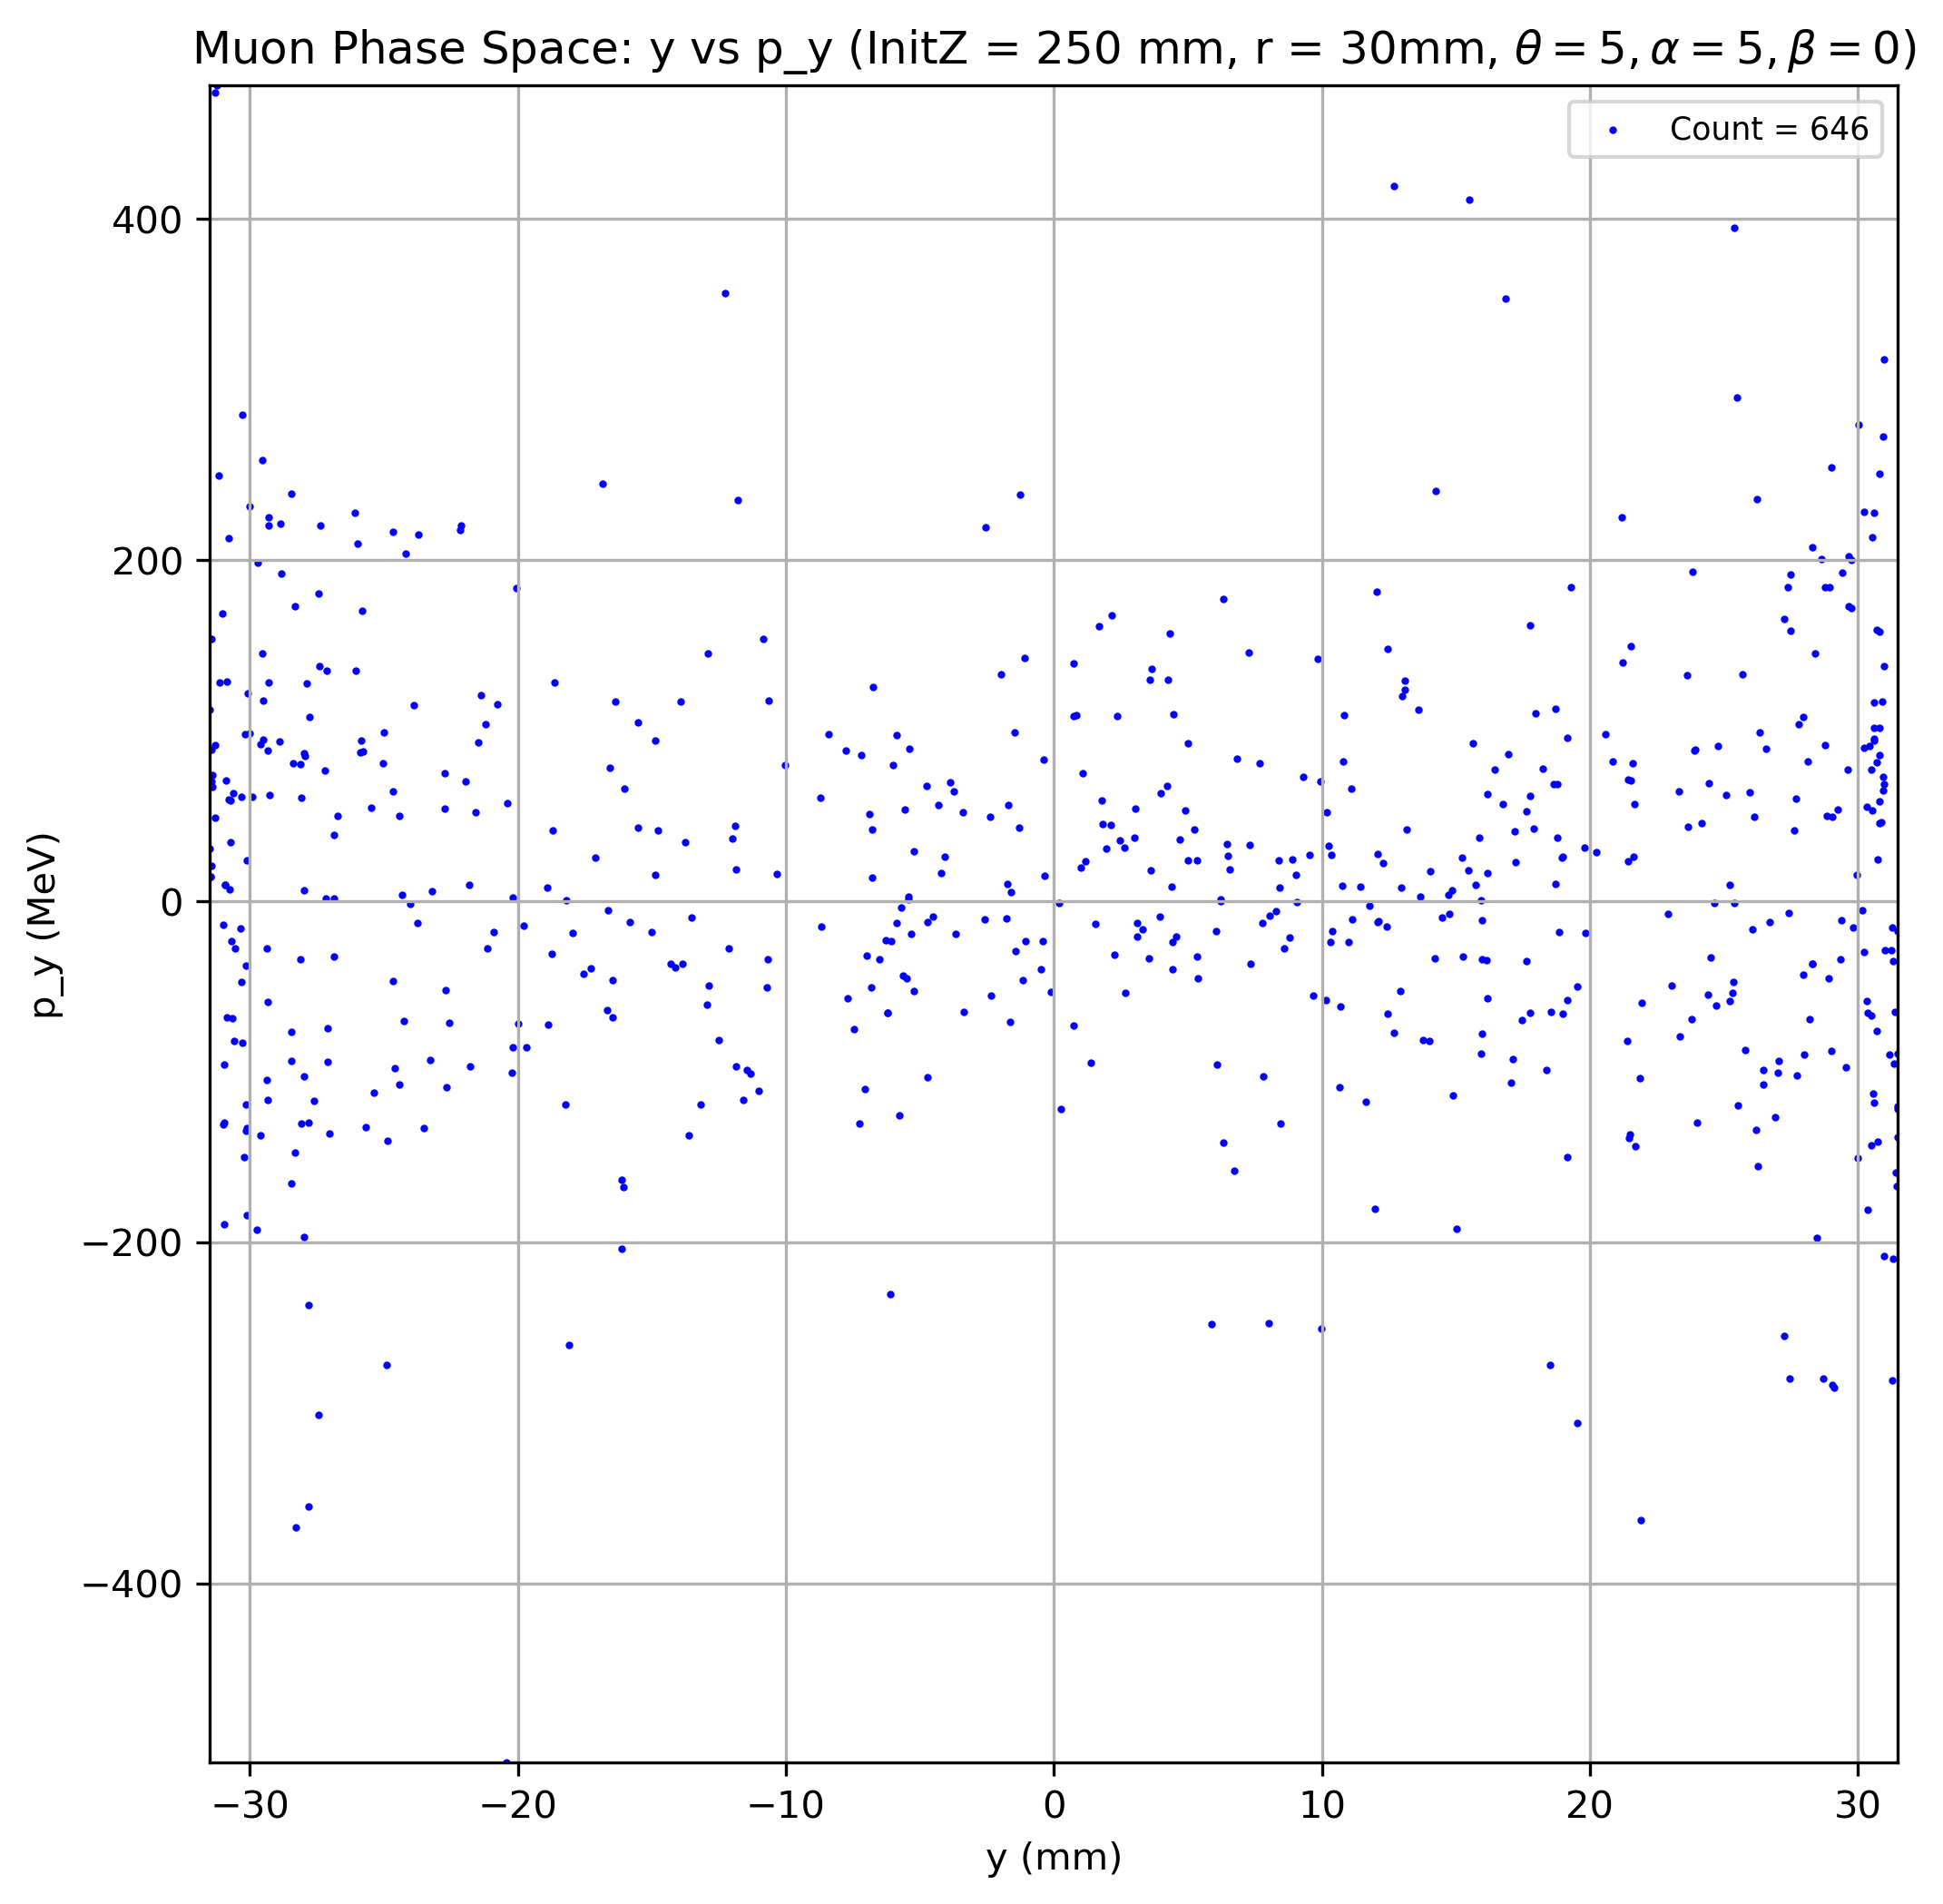 Muon Phase Space: y vs p_y (InitZ = 250 mm, r = 30mm, θ = 5, α = 5, β = 0)
Count = 646
400
200
0
−200
−400
p_y (MeV)
−30 −20 −10 0 10 20 30
y (mm)